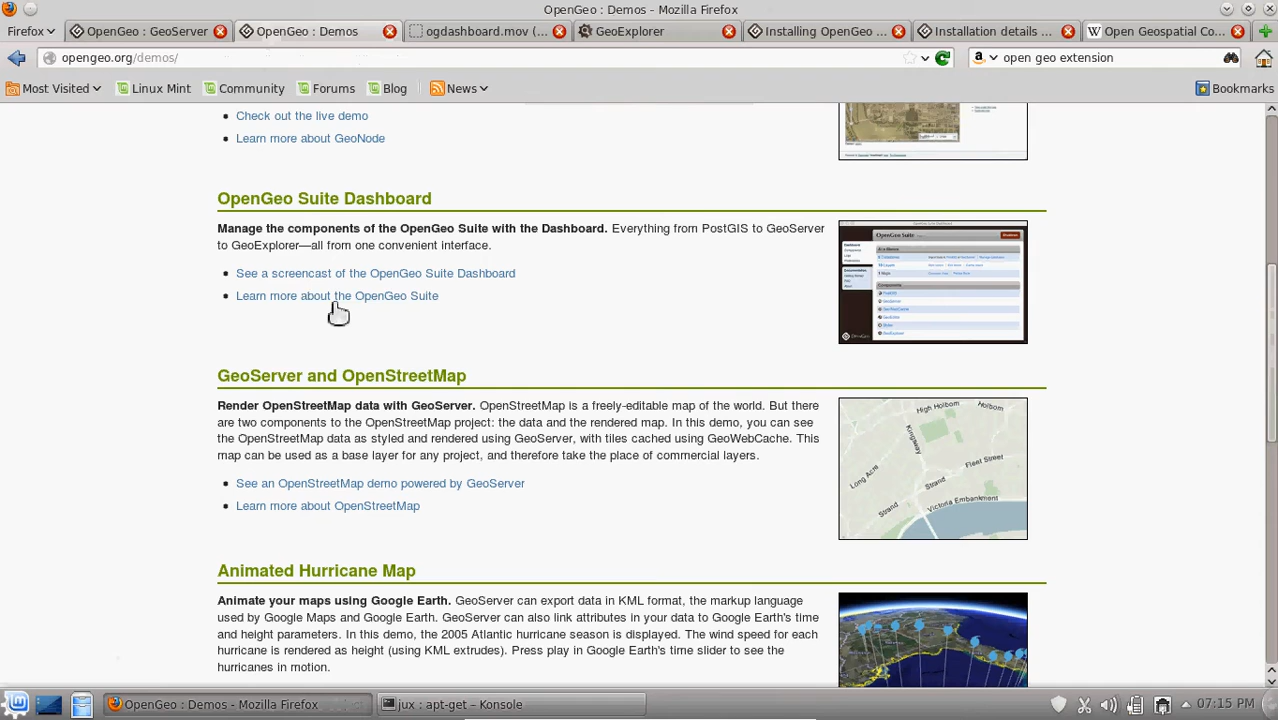 OpenGeo : Demos - Mozilla Firefox
Firefox
OpenGeo : GeoServer
OpenGeo : Demos
ogdashboard.mov (...
GeoExplorer
Installing OpenGeo ...
Installation details ...
Open Geospatial Co...
opengeo.org/demos/
open geo extension
Most Visited
Linux Mint
Community
Forums
Blog
News
Bookmarks
Check out the live demo
Learn more about GeoNode
OpenGeo Suite Dashboard
Manage the components of the OpenGeo Suite with the Dashboard. Everything from PostGIS to GeoServer
to GeoExplorer—all from one convenient interface.
of the OpenGeo Suite Dashboard
Learn more about the OpenGeo Suite
OpenGeo Suite
GeoServer and OpenStreetMap
Render OpenStreetMap data with GeoServer. OpenStreetMap is a freely-editable map of the world. But there
are two components to the OpenStreetMap project: the data and the rendered map. In this demo, you can see
the OpenStreetMap data as styled and rendered using GeoServer, with tiles cached using GeoWebCache. This
map can be used as a base layer for any project, and therefore take the place of commercial layers.
See an OpenStreetMap demo powered by GeoServer
Learn more about OpenStreetMap
High Holborn
Holborn
Kingsway
Fleet Street
Long Acre
Strand
Strand
Victoria Embankment
Animated Hurricane Map
Animate your maps using Google Earth. GeoServer can export data in KML format, the markup language
used by Google Maps and Google Earth. GeoServer can also link attributes in your data to Google Earth's time
and height parameters. In this demo, the 2005 Atlantic hurricane season is displayed. The wind speed for each
hurricane is rendered as height (using KML extrudes). Press play in Google Earth's time slider to see the
hurricanes in motion.
OpenGeo : Demos - Mozilla Firefox
jux : apt-get – Konsole
07:15 PM